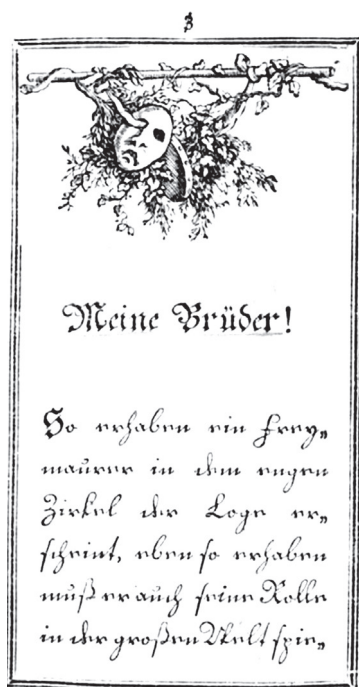 3
Meine Brüder!
So erhaben ein Frey„
maurer in dem engen
Zirkel der Loge er„
scheint, eben so erhaben
muß er auch seine Rolle
in der großen Welt spie„